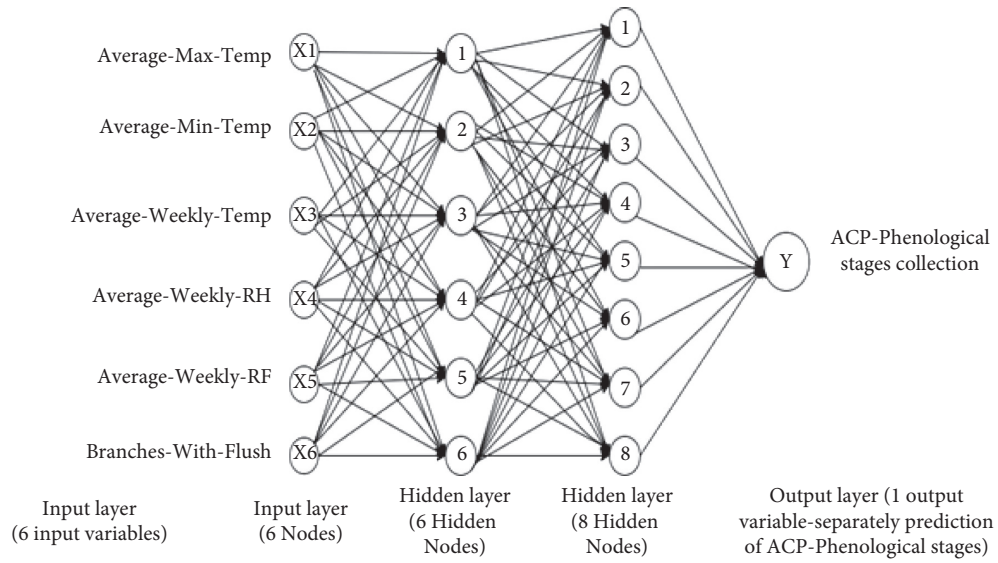 Average-Max-Temp
Average-Min-Temp
Average-Weekly-Temp
Average-Weekly-RH
Average-Weekly-RF
Branches-With-Flush
X1
X2
X3
X4
X5
X6
1
2
3
4
5
6
1
2
3
4
5
6
7
8
Y
ACP-Phenological
stages collection
Input layer
(6 input variables)
Input layer
(6 Nodes)
Hidden layer
(6 Hidden
Nodes)
Hidden layer
(8 Hidden
Nodes)
Output layer (1 output
variable-separately prediction
of ACP-Phenological stages)